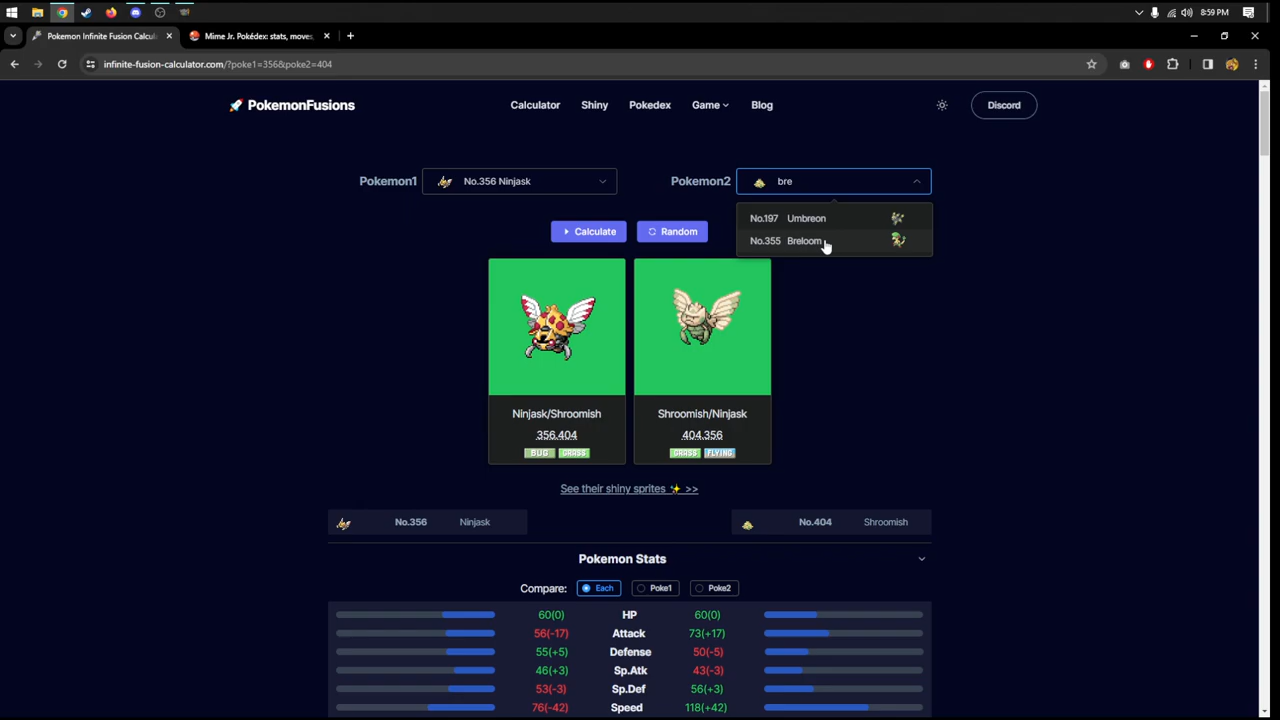 8:59 PM
Pokemon Infinite Fusion Calcula
Mime Jr. Pokédex: stats, moves,
infinite-fusion-calculator.com/?poke1=356&poke2=404
PokemonFusions
Calculator Shiny Pokedex Game Blog Discord
Pokemon1 No.356 Ninjask Pokemon2 bre
No.197 Umbreon
No.355 Breloom
Calculate Random
Ninjask/Shroomish Shroomish/Ninjask
356.404 404.356
BUG GRASS GRASS FLYING
See their shiny sprites ✨ >>
No.356 Ninjask No.404 Shroomish
Pokemon Stats
Compare: Each Poke1 Poke2
60(0) HP 60(0)
56(-17) Attack 73(+17)
55(+5) Defense 50(-5)
46(+3) Sp.Atk 43(-3)
53(-3) Sp.Def 56(+3)
76(-42) Speed 118(+42)